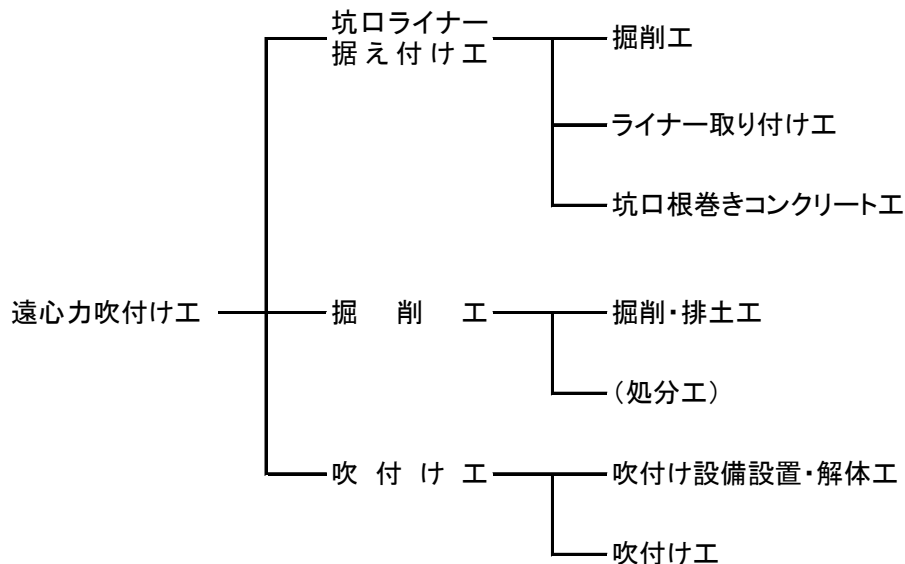 坑口ライナー
据え付け工
掘削工
ライナー取り付け工
坑口根巻きコンクリート工
遠心力吹付け工
掘削工
掘削・排土工
（処分工）
吹付け工
吹付け設備設置・解体工
吹付け工